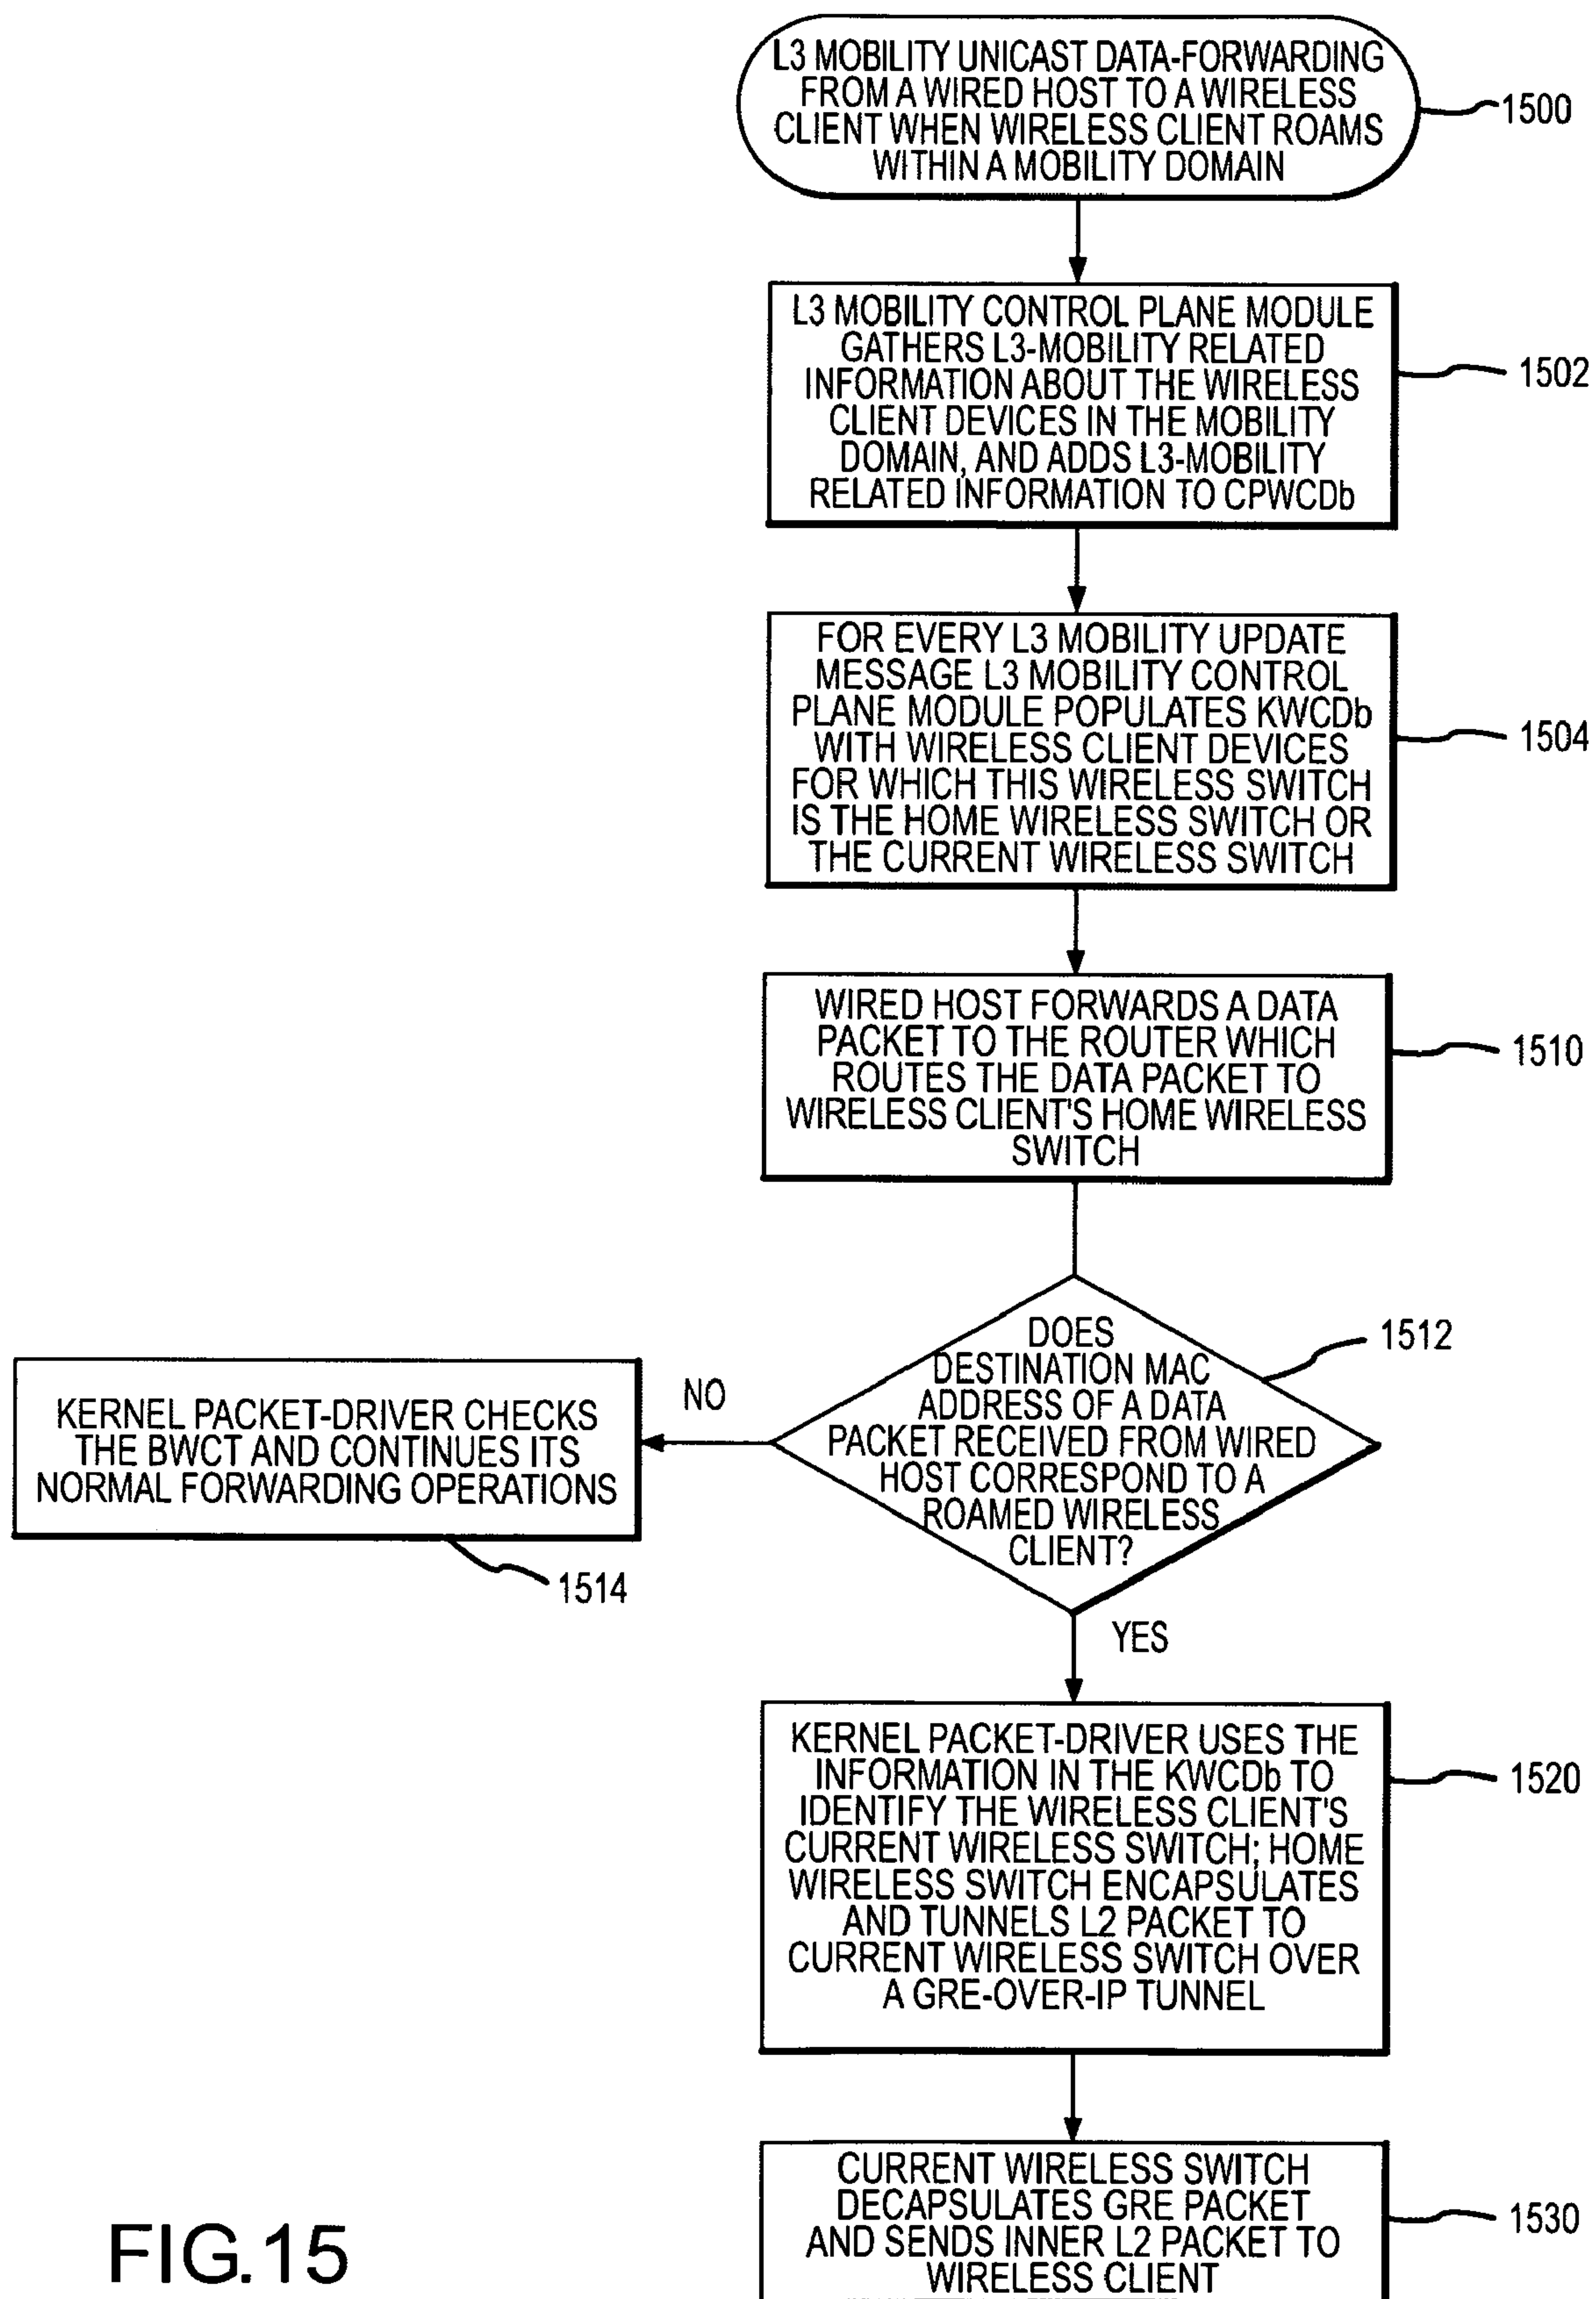 L3 MOBILITY UNICAST DATA-FORWARDING
FROM A WIRED HOST TO A WIRELESS
CLIENT WHEN WIRELESS CLIENT ROAMS
WITHIN A MOBILITY DOMAIN
1500
L3 MOBILITY CONTROL PLANE MODULE
GATHERS L3-MOBILITY RELATED
INFORMATION ABOUT THE WIRELESS
CLIENT DEVICES IN THE MOBILITY
DOMAIN, AND ADDS L3-MOBILITY
RELATED INFORMATION TO CPWCDb
1502
FOR EVERY L3 MOBILITY UPDATE
MESSAGE L3 MOBILITY CONTROL
PLANE MODULE POPULATES KWCDb
WITH WIRELESS CLIENT DEVICES
FOR WHICH THIS WIRELESS SWITCH
IS THE HOME WIRELESS SWITCH OR
THE CURRENT WIRELESS SWITCH
1504
WIRED HOST FORWARDS A DATA
PACKET TO THE ROUTER WHICH
ROUTES THE DATA PACKET TO
WIRELESS CLIENT'S HOME WIRELESS
SWITCH
1510
DOES
DESTINATION MAC
ADDRESS OF A DATA
PACKET RECEIVED FROM WIRED
HOST CORRESPOND TO A
ROAMED WIRELESS
CLIENT?
1512
NO
KERNEL PACKET-DRIVER CHECKS
THE BWCT AND CONTINUES ITS
NORMAL FORWARDING OPERATIONS
1514
YES
KERNEL PACKET-DRIVER USES THE
INFORMATION IN THE KWCDb TO
IDENTIFY THE WIRELESS CLIENT'S
CURRENT WIRELESS SWITCH; HOME
WIRELESS SWITCH ENCAPSULATES
AND TUNNELS L2 PACKET TO
CURRENT WIRELESS SWITCH OVER
A GRE-OVER-IP TUNNEL
1520
CURRENT WIRELESS SWITCH
DECAPSULATES GRE PACKET
AND SENDS INNER L2 PACKET TO
WIRELESS CLIENT
1530
FIG.15